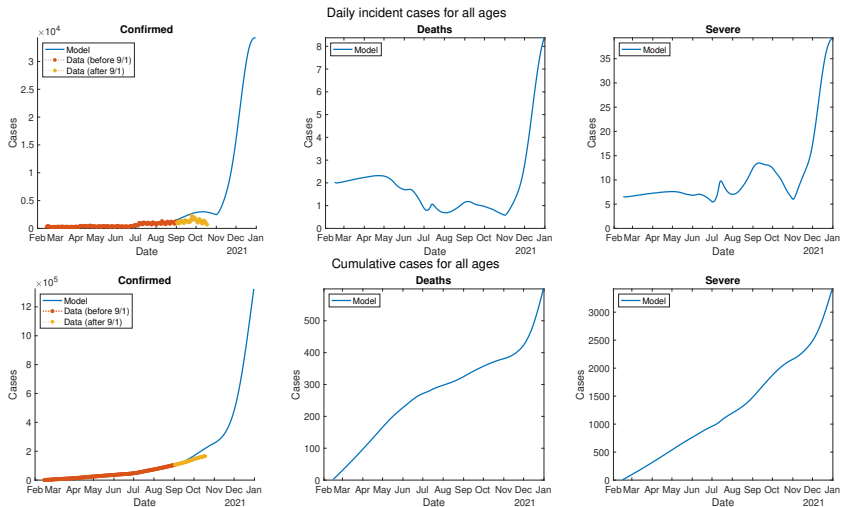 Daily incident cases for all ages
Confirmed
×10^4
Model
Data (before 9/1)
Data (after 9/1)
3
2.5
2
1.5
1
0.5
0
Cases
Feb Mar Apr May Jun Jul Aug Sep Oct Nov Dec Jan
Date
2021
Deaths
Model
8
7
6
5
4
3
2
1
0
Cases
Feb Mar Apr May Jun Jul Aug Sep Oct Nov Dec Jan
Date
2021
Severe
Model
35
30
25
20
15
10
5
0
Cases
Feb Mar Apr May Jun Jul Aug Sep Oct Nov Dec Jan
Date
2021
Cumulative cases for all ages
Confirmed
×10^5
Model
Data (before 9/1)
Data (after 9/1)
12
10
8
6
4
2
0
Cases
Feb Mar Apr May Jun Jul Aug Sep Oct Nov Dec Jan
Date
2021
Deaths
Model
500
400
300
200
100
0
Cases
Feb Mar Apr May Jun Jul Aug Sep Oct Nov Dec Jan
Date
2021
Severe
Model
3000
2500
2000
1500
1000
500
0
Cases
Feb Mar Apr May Jun Jul Aug Sep Oct Nov Dec Jan
Date
2021